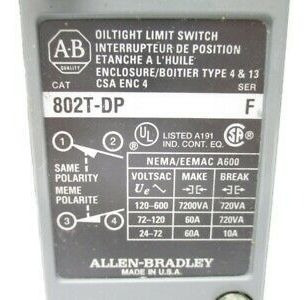 A-B
QUALITY
OILTIGHT LIMIT SWITCH
INTERRUPTEUR DE POSITION
ETANCHE A L'HUILE
ENCLOSURE/BOITIER TYPE 4 & 13
CSA ENC 4
CAT SER
802T-DP F
1 2
SAME
POLARITY
MEME
POLARITE
3 4
UL LISTED A191
IND. CONT. EQ.
SA
NEMA/EEMAC A600
VOLTSAC MAKE BREAK
Ue~
120-600 7200VA 720VA
72-120 60A 720VA
24-72 60A 10A
ALLEN-BRADLEY
MADE IN U.S.A.